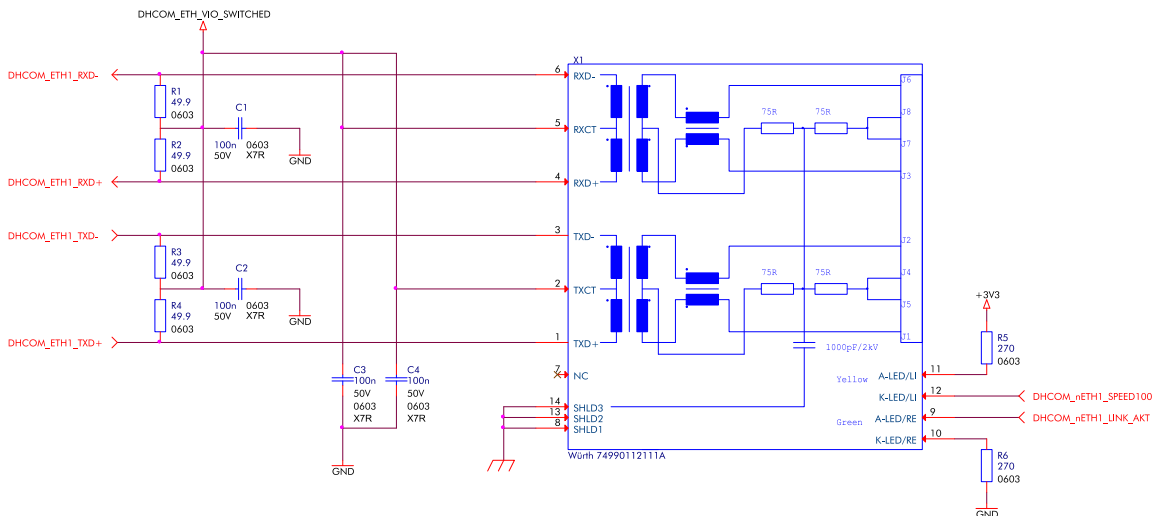 DHCOM_ETH_VIO_SWITCHED
X1
DHCOM_ETH1_RXD-
6 RXD-
J6
R1
49.9
0603
C1
75R
75R
J8
5 RXCT
100n
50V
0603
X7R
GND
R2
49.9
0603
J7
J3
DHCOM_ETH1_RXD+
4 RXD+
DHCOM_ETH1_TXD-
3 TXD-
J2
R3
49.9
0603
C2
75R
75R
J4
2 TXCT
100n
50V
0603
X7R
GND
R4
49.9
0603
J5
+3V3
DHCOM_ETH1_TXD+
1 TXD+
1000pF/2kV
J1
R5
270
0603
C3
100n
50V
0603
X7R
C4
100n
50V
0603
X7R
7 NC
Yellow A-LED/LI 11
K-LED/LI 12 DHCOM_nETH1_SPEED100
14 SHLD3
13 SHLD2
8 SHLD1
Green A-LED/RE 9 DHCOM_nETH1_LINK_AKT
K-LED/RE 10
GND
Würth 74990112111A
R6
270
0603
GND